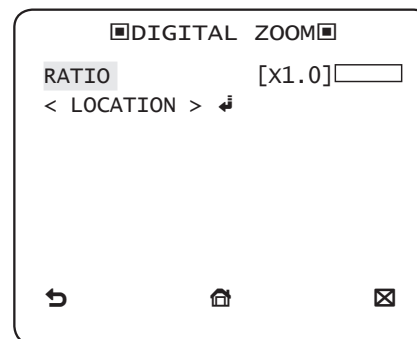 ▣DIGITAL ZOOM▣
RATIO [X1.0]
< LOCATION >